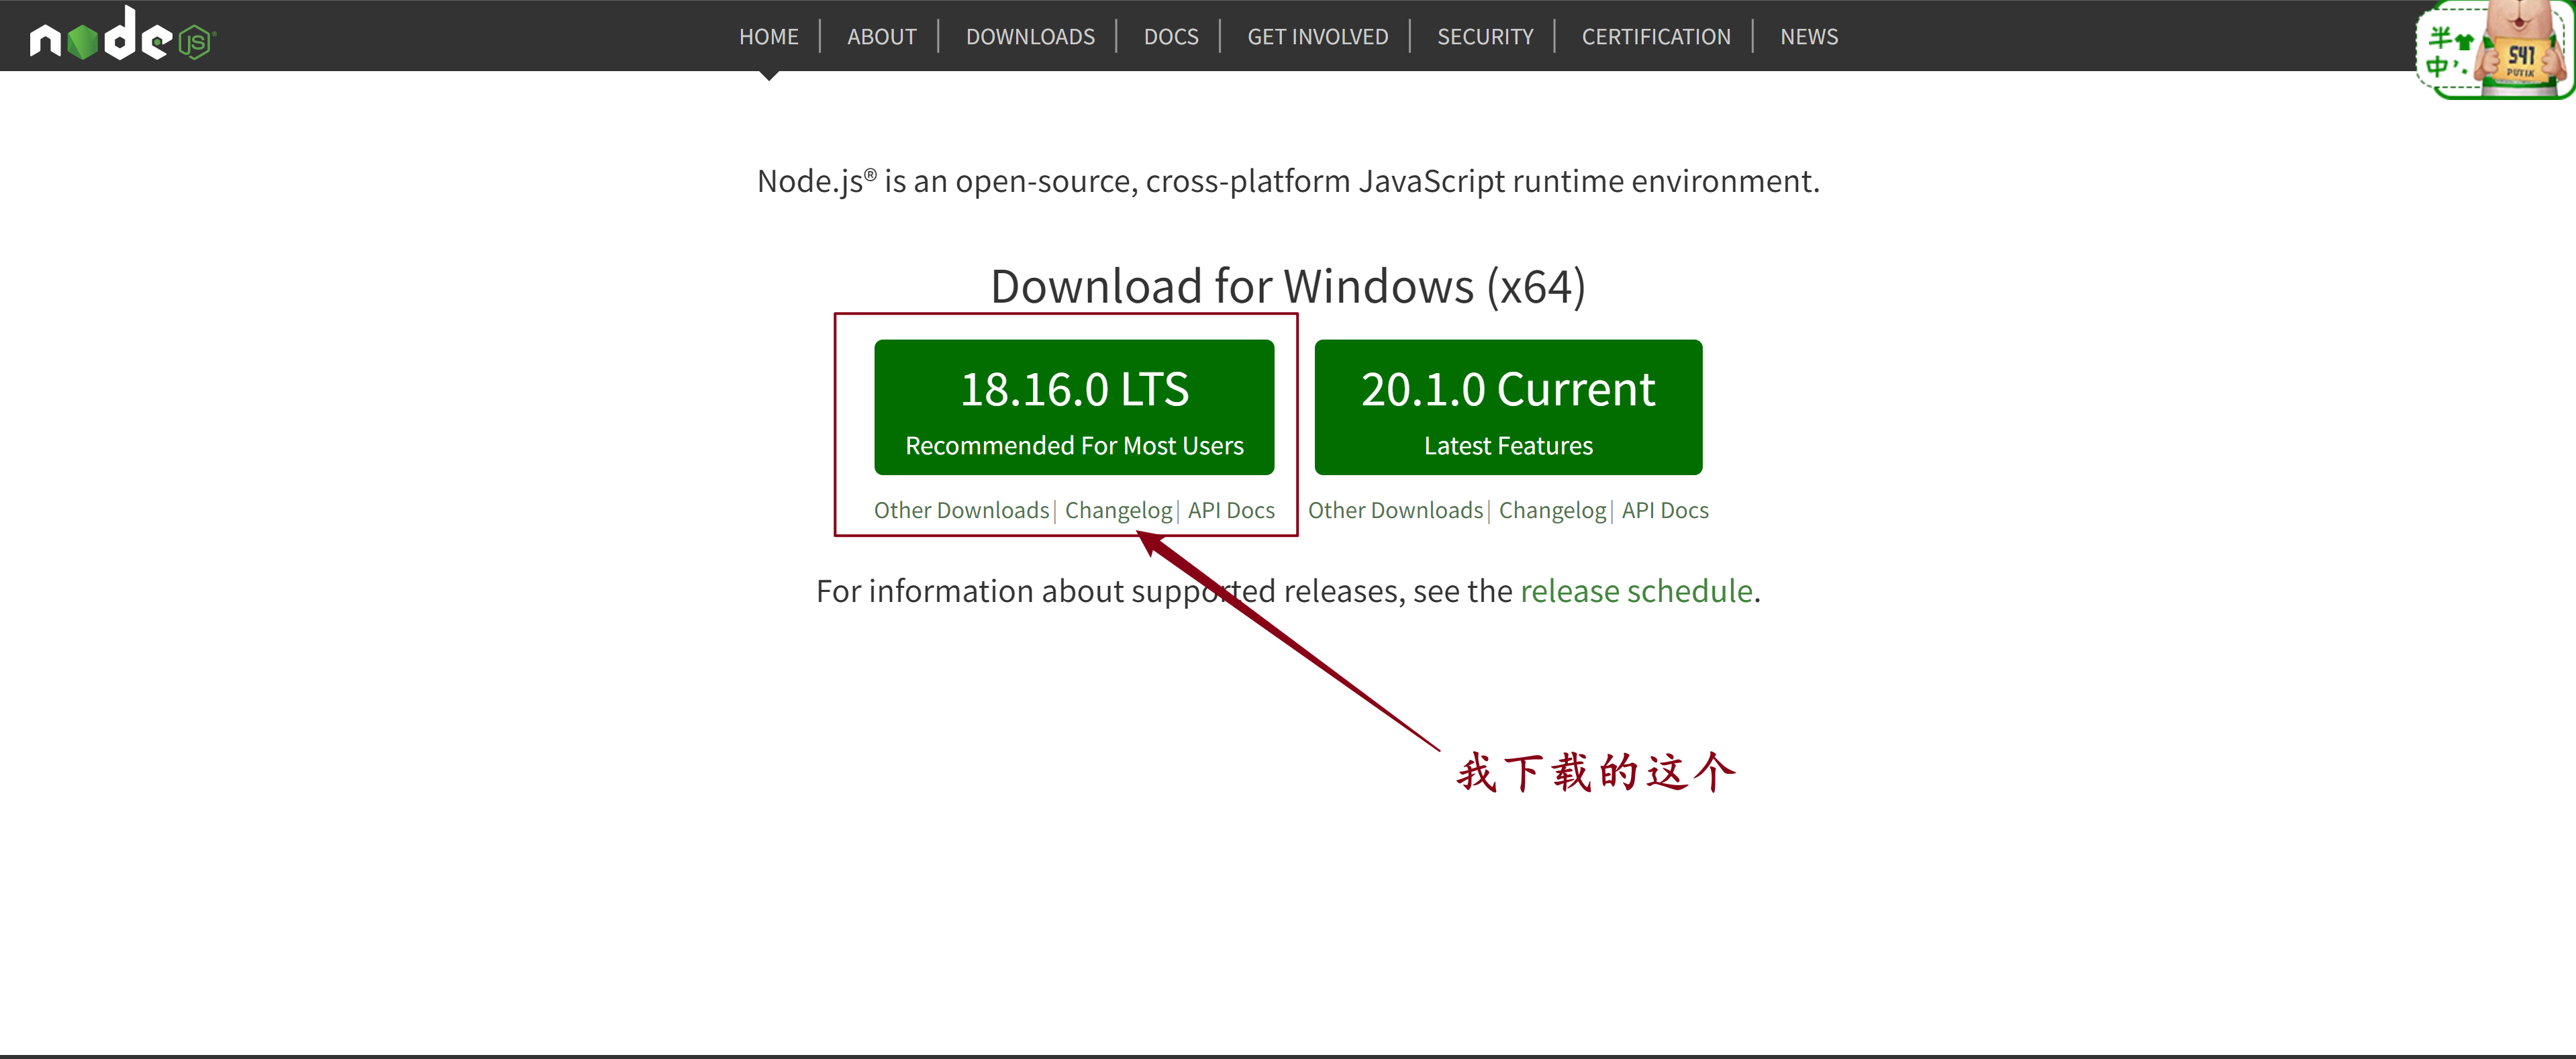 node JS
HOME | ABOUT | DOWNLOADS | DOCS | GET INVOLVED | SECURITY | CERTIFICATION | NEWS
半
中
541
PUTIK
Node.js® is an open-source, cross-platform JavaScript runtime environment.
Download for Windows (x64)
18.16.0 LTS
Recommended For Most Users
Other Downloads | Changelog | API Docs
20.1.0 Current
Latest Features
Other Downloads | Changelog | API Docs
For information about supported releases, see the release schedule.
我下载的这个